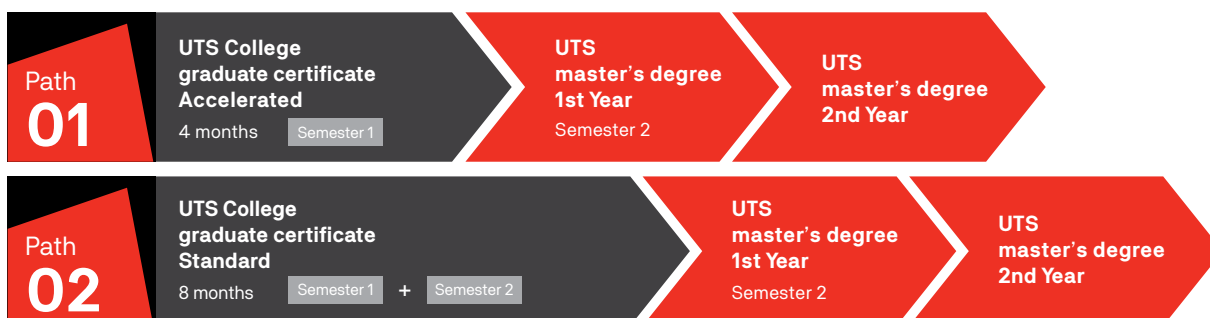 Path
01
UTS College
graduate certificate
Accelerated
4 months Semester 1
UTS
master's degree
1st Year
Semester 2
UTS
master's degree
2nd Year
Path
02
UTS College
graduate certificate
Standard
8 months Semester 1 + Semester 2
UTS
master's degree
1st Year
Semester 2
UTS
master's degree
2nd Year